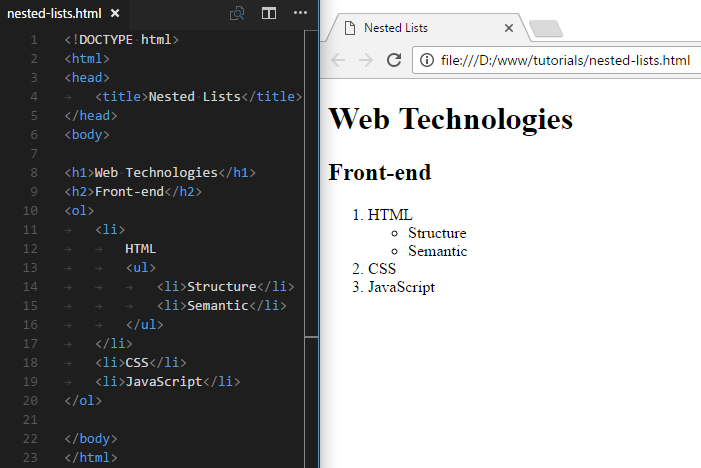 nested-lists.html
1 <!DOCTYPE html>
2 <html>
3 <head>
4 <title>Nested Lists</title>
5 </head>
6 <body>
7
8 <h1>Web Technologies</h1>
9 <h2>Front-end</h2>
10 <ol>
11 <li>
12 HTML
13 <ul>
14 <li>Structure</li>
15 <li>Semantic</li>
16 </ul>
17 </li>
18 <li>CSS</li>
19 <li>JavaScript</li>
20 </ol>
21
22 </body>
23 </html>
Nested Lists
file:///D:/www/tutorials/nested-lists.html
Web Technologies
Front-end
1. HTML
Structure
Semantic
2. CSS
3. JavaScript